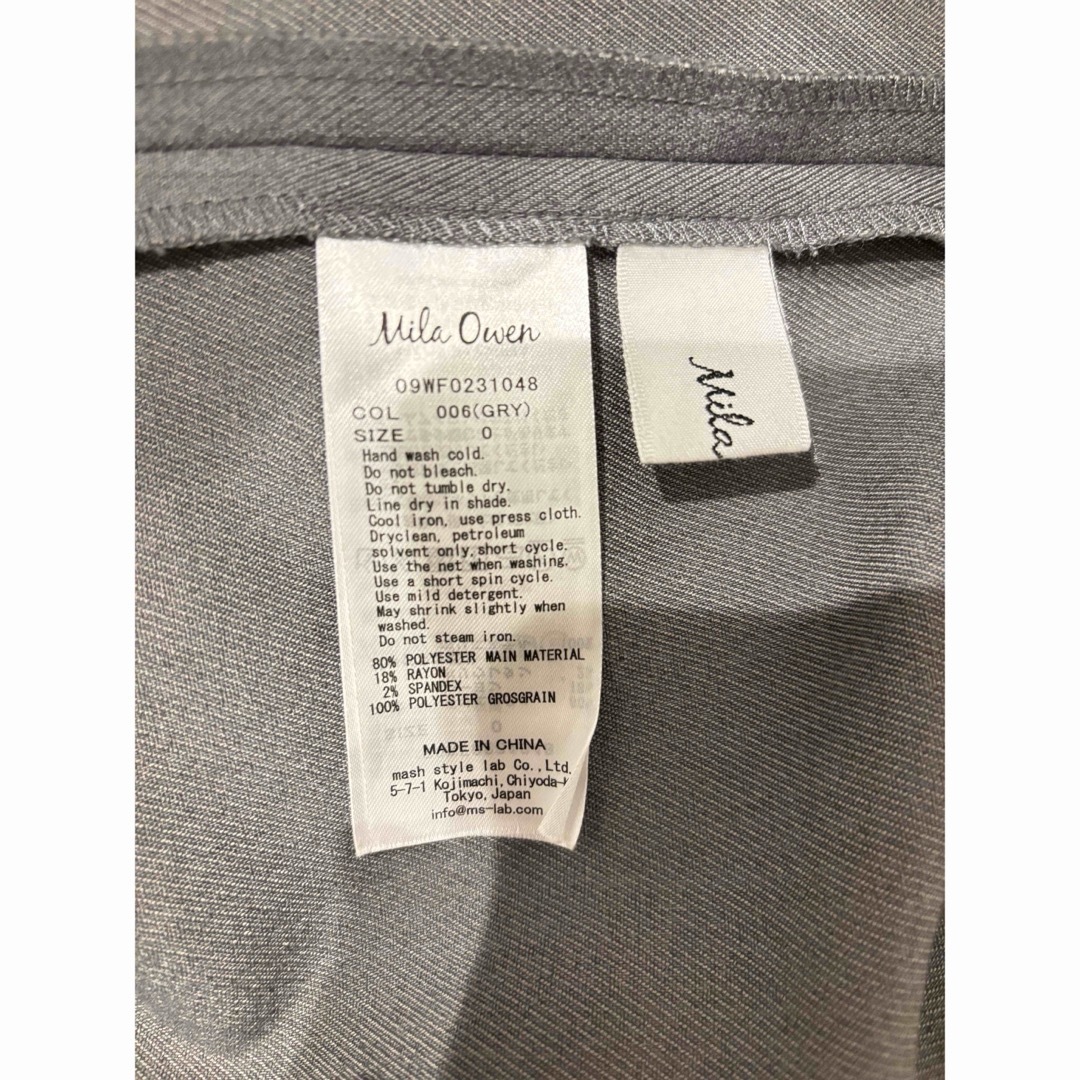 Mila Owen
09WF0231048
COL 006(GRY)
SIZE 0
Hand wash cold.
Do not bleach.
Do not tumble dry.
Line dry in shade.
Cool iron, use press cloth.
Dryclean, petroleum
solvent only, short cycle.
Use the net when washing.
Use a short spin cycle.
Use mild detergent.
May shrink slightly when
washed.
Do not steam iron.
80% POLYESTER MAIN MATERIAL
18% RAYON
2% SPANDEX
100% POLYESTER GROSGRAIN
MADE IN CHINA
mash style lab Co.,Ltd.
5-7-1 Kojimachi, Chiyoda-
Tokyo, Japan
info@ms-lab.com
Mila